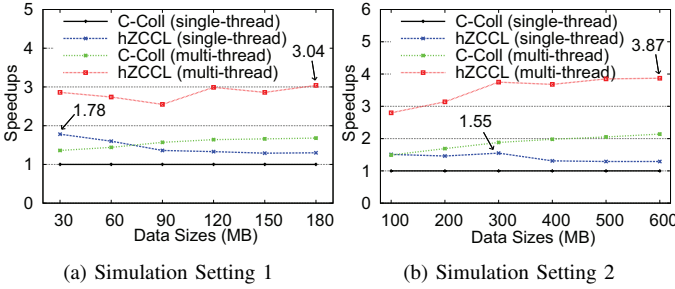 C-Coll (single-thread)
hZCCL (single-thread)
C-Coll (multi-thread)
hZCCL (multi-thread)
Speedups
5
4
3
2
1
0
1.78
3.04
30 60 90 120 150 180
Data Sizes (MB)
(a) Simulation Setting 1
C-Coll (single-thread)
hZCCL (single-thread)
C-Coll (multi-thread)
hZCCL (multi-thread)
Speedups
6
5
4
3
2
1
0
3.87
1.55
100 200 300 400 500 600
Data Sizes (MB)
(b) Simulation Setting 2